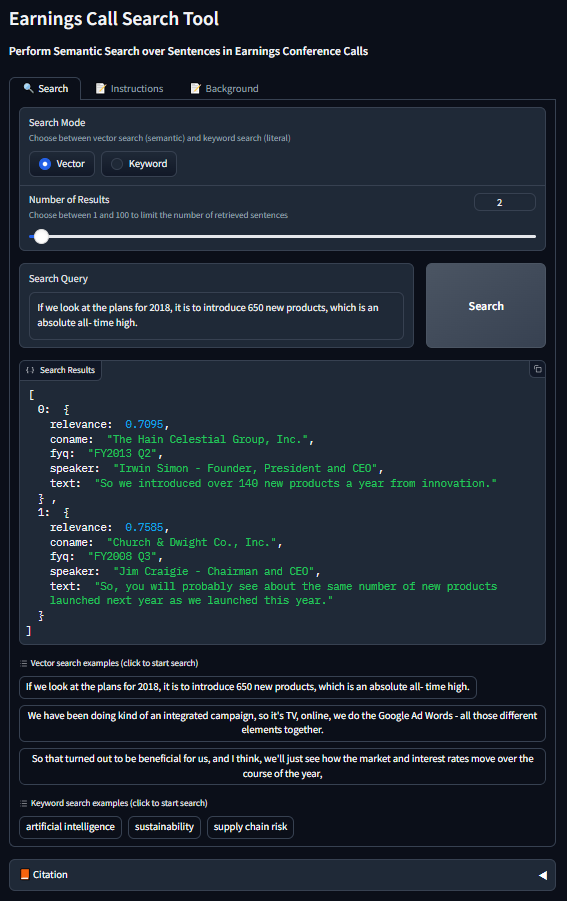 Earnings Call Search Tool
Perform Semantic Search over Sentences in Earnings Conference Calls
Search
Instructions
Background
Search Mode
Choose between vector search (semantic) and keyword search (literal)
Vector
Keyword
Number of Results
2
Choose between 1 and 100 to limit the number of retrieved sentences
Search Query
If we look at the plans for 2018, it is to introduce 650 new products, which is an
absolute all- time high.
Search
{ } Search Results
[
0: {
relevance: 0.7095,
coname: "The Hain Celestial Group, Inc.",
fyq: "FY2013 Q2",
speaker: "Irwin Simon - Founder, President and CEO",
text: "So we introduced over 140 new products a year from innovation."
} ,
1: {
relevance: 0.7585,
coname: "Church & Dwight Co., Inc.",
fyq: "FY2008 Q3",
speaker: "Jim Craigie - Chairman and CEO",
text: "So, you will probably see about the same number of new products
launched next year as we launched this year."
}
]
Vector search examples (click to start search)
If we look at the plans for 2018, it is to introduce 650 new products, which is an absolute all- time high.
We have been doing kind of an integrated campaign, so it's TV, online, we do the Google Ad Words - all those different
elements together.
So that turned out to be beneficial for us, and I think, we'll just see how the market and interest rates move over the
course of the year,
Keyword search examples (click to start search)
artificial intelligence
sustainability
supply chain risk
Citation